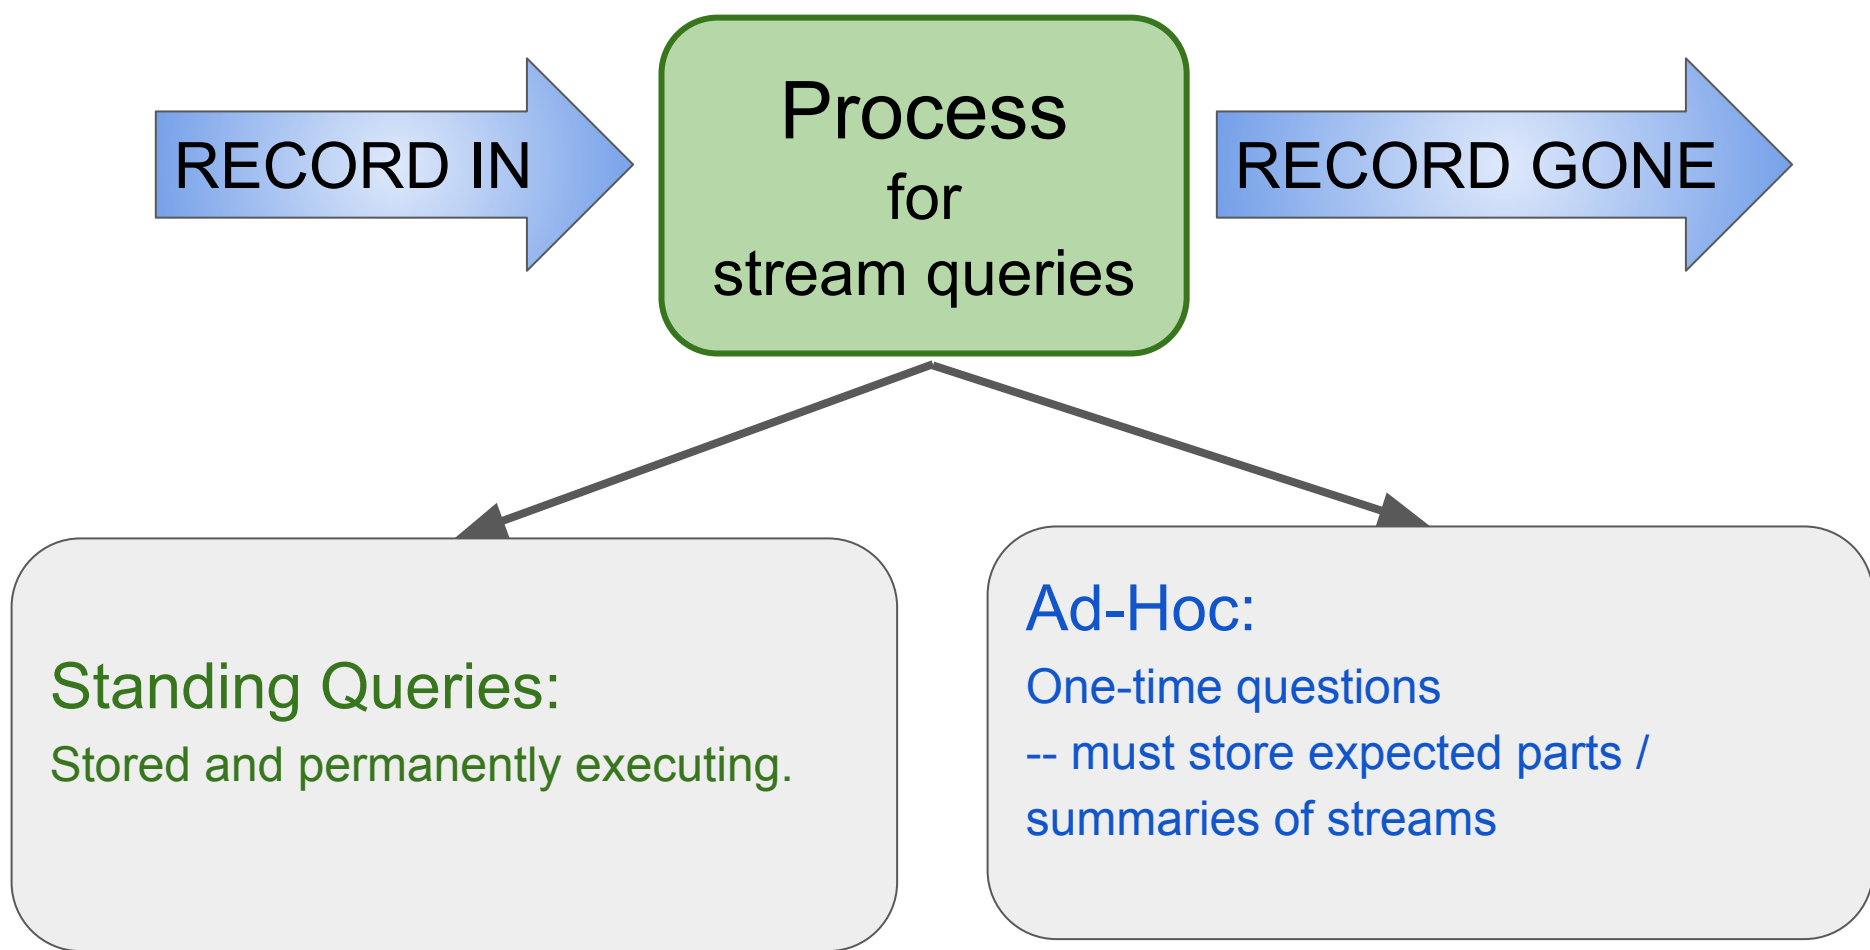 RECORD IN
Process
for
stream queries
RECORD GONE
Standing Queries:
Stored and permanently executing.
Ad-Hoc:
One-time questions
-- must store expected parts /
summaries of streams